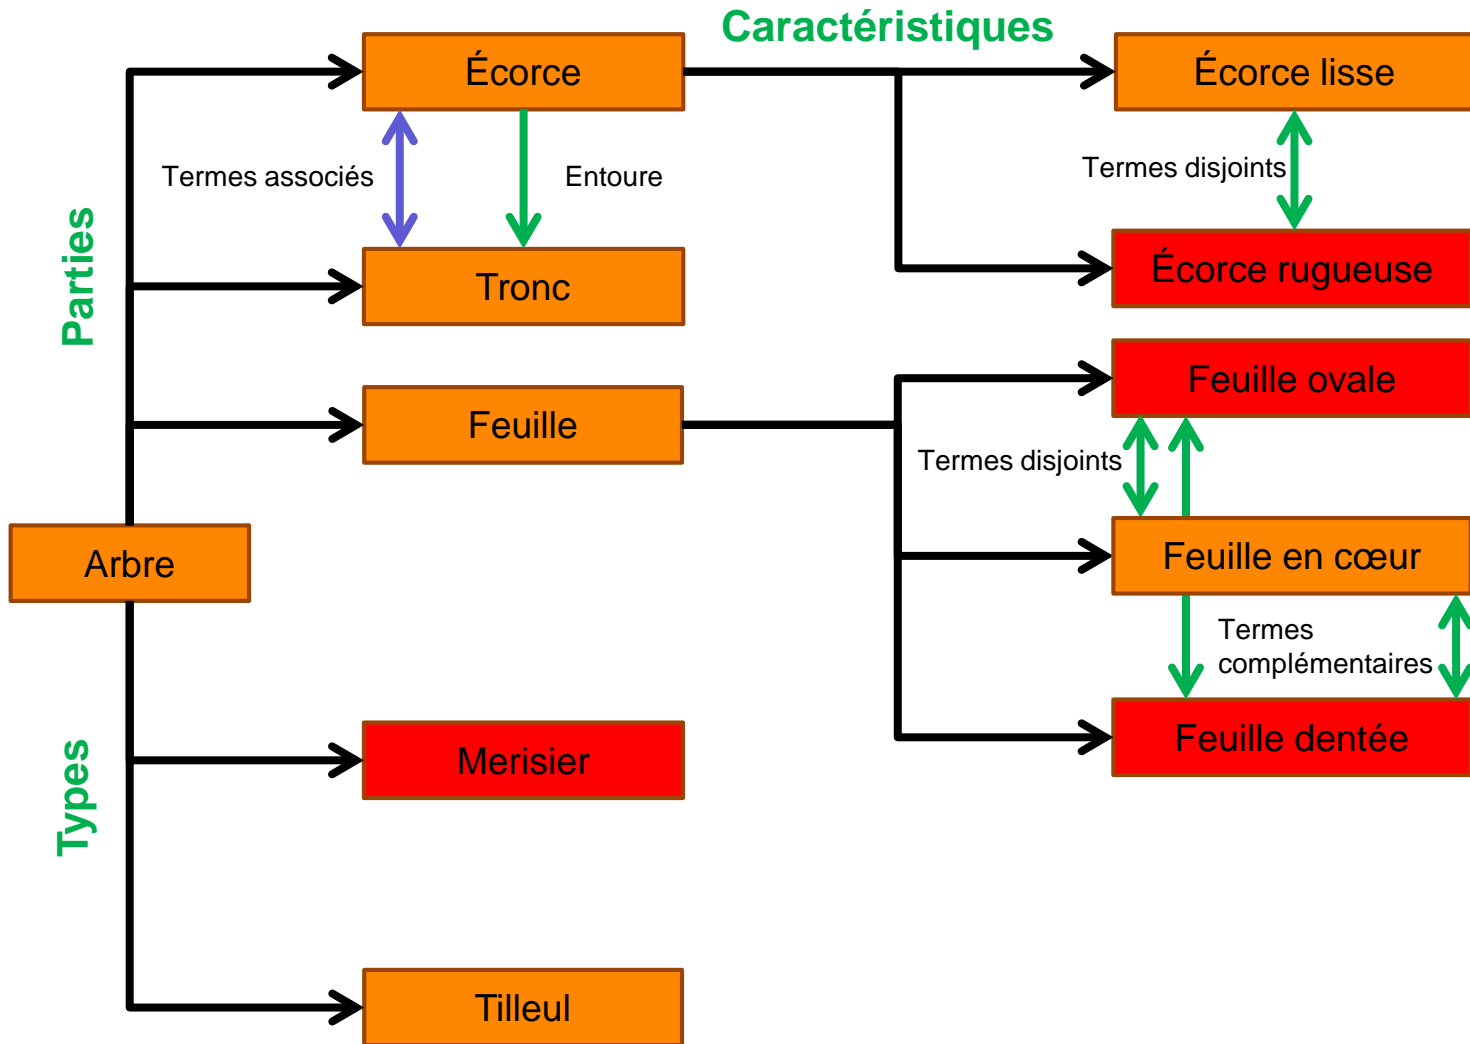 Caractéristiques
Écorce
Écorce lisse
Termes associés
Entoure
Termes disjoints
Parties
Tronc
Écorce rugueuse
Feuille
Feuille ovale
Termes disjoints
Arbre
Feuille en cœur
Termes
complémentaires
Types
Merisier
Feuille dentée
Tilleul